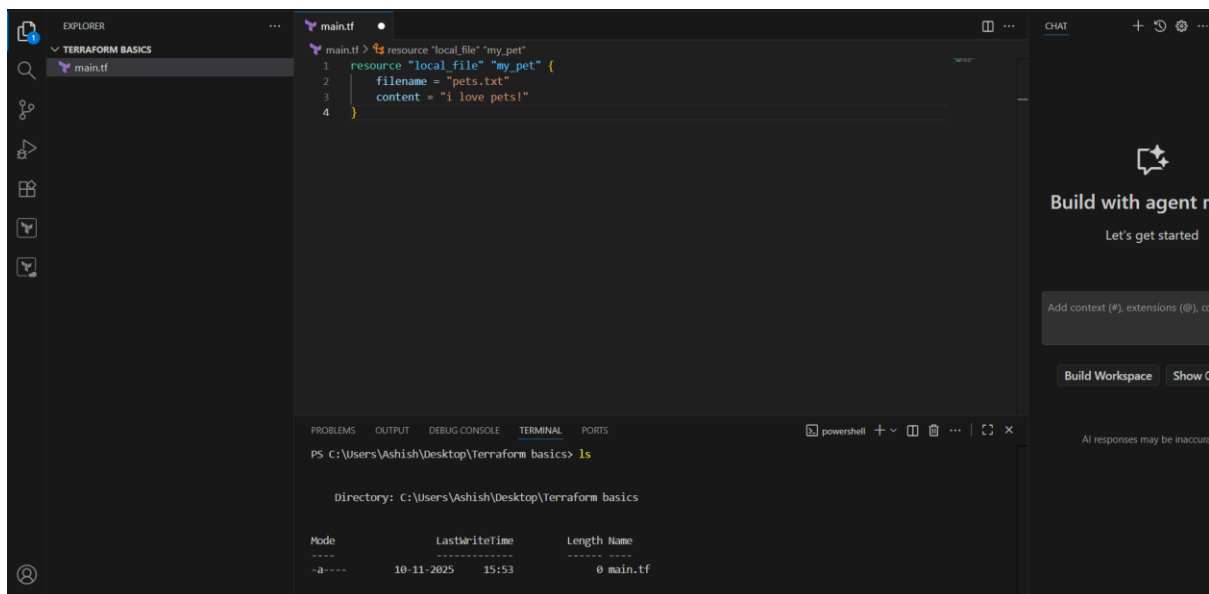 EXPLORER
TERRAFORM BASICS
main.tf
1
main.tf
main.tf > resource "local_file" "my_pet"
1 resource "local_file" "my_pet" {
2 filename = "pets.txt"
3 content = "i love pets!"
4 }
PROBLEMS OUTPUT DEBUG CONSOLE TERMINAL PORTS
powershell
PS C:\Users\Ashish\Desktop\Terraform basics> ls
Directory: C:\Users\Ashish\Desktop\Terraform basics
Mode LastWriteTime Length Name
---- ------------- ------ ----
-a---- 10-11-2025 15:53 0 main.tf
CHAT
Build with agent
Let's get started
Add context (#), extensions (@),
Build Workspace Show
AI responses may be